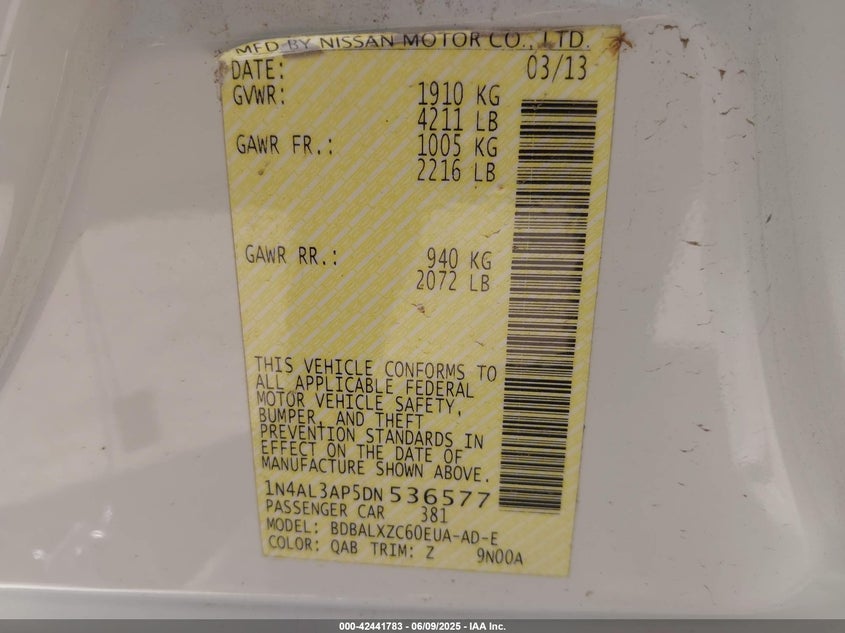 MFD BY NISSAN MOTOR CO., LTD.
DATE: 03/13
GVWR: 1910 KG
4211 LB
GAWR FR.: 1005 KG
2216 LB
GAWR RR.: 940 KG
2072 LB
THIS VEHICLE CONFORMS TO
ALL APPLICABLE FEDERAL
MOTOR VEHICLE SAFETY,
BUMPER, AND THEFT
PREVENTION STANDARDS IN
EFFECT ON THE DATE OF
MANUFACTURE SHOWN ABOVE.
1N4AL3AP5DN536577
PASSENGER CAR 381
MODEL: BDBALXZC60EUA-AD-E
COLOR: QAB TRIM: Z 9N00A
000-42441783 - 06/09/2025 - IAA Inc.